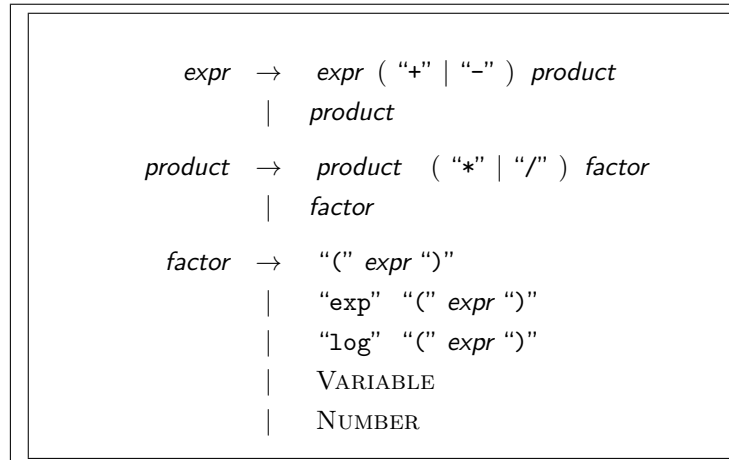 expr → expr ( “+” | “-” ) product
| product
product → product ( “*” | “/” ) factor
| factor
factor → “(” expr “)”
| “exp” “(” expr “)”
| “log” “(” expr “)”
| VARIABLE
| NUMBER